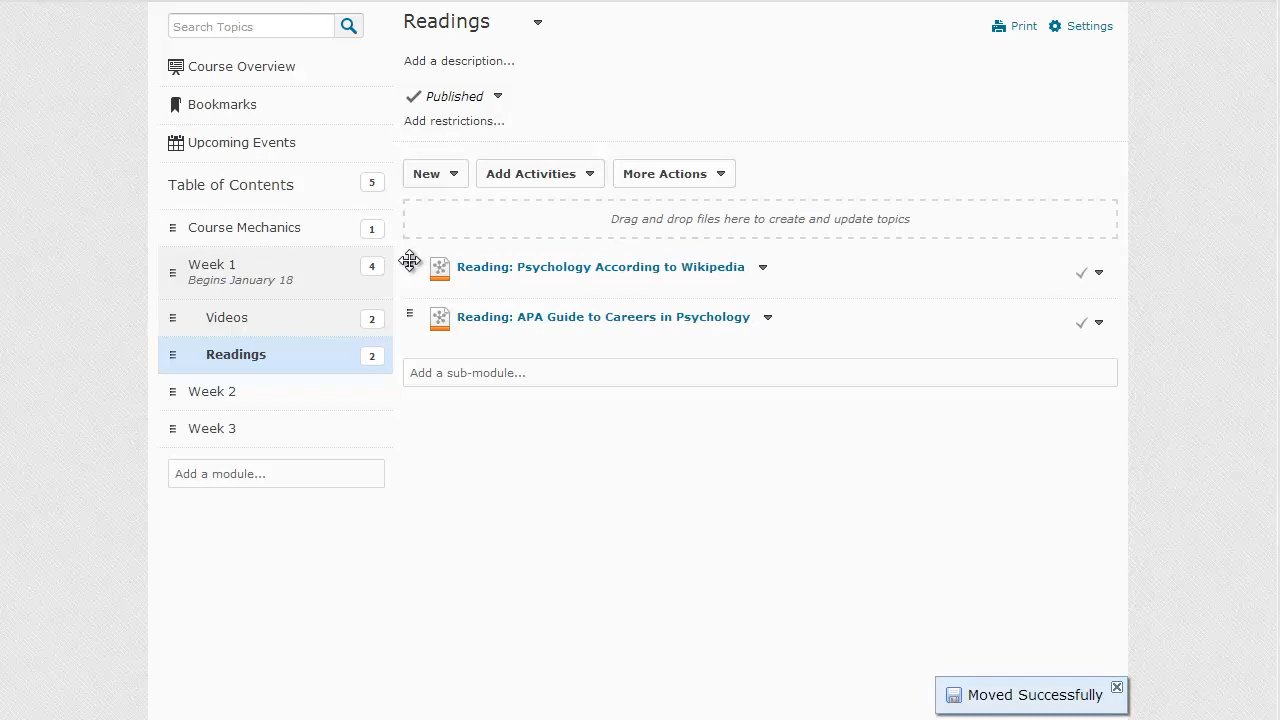 Search Topics
Course Overview
Bookmarks
Upcoming Events
Table of Contents 5
Course Mechanics 1
Week 1 4
Begins January 18
Videos 2
Readings 2
Week 2
Week 3
Add a module...
Readings
Print Settings
Add a description...
Published
Add restrictions...
New Add Activities More Actions
Drag and drop files here to create and update topics
Reading: Psychology According to Wikipedia
Reading: APA Guide to Careers in Psychology
Add a sub-module...
Moved Successfully